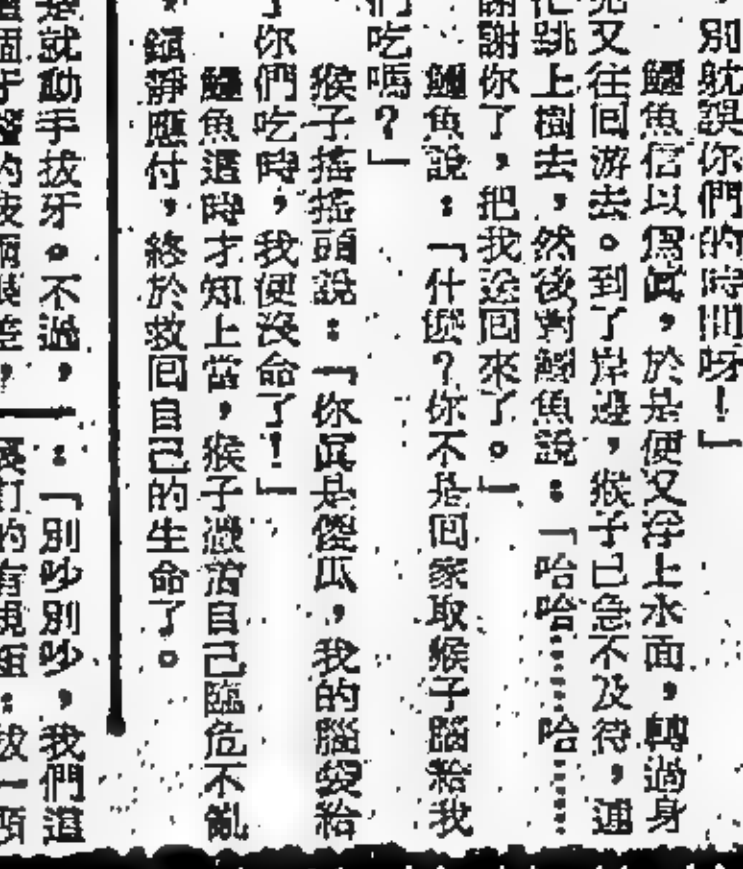 別躭誤你們的時間呀!」
鱷魚信以爲眞,於是便又浮上水面,轉過身
又往回游去。到了岸邊,猴子已急不及待,連
忙跳上樹去,然後對鱷魚說:「哈哈……哈……
謝謝你了,把我送回來了。」
鱷魚說:「什麼?你不是回家取猴子腦給我
們吃嗎?」
猴子搖搖頭說:「你眞是傻瓜,我的腦袋給
了你們吃時,我便沒命了!」
鱷魚這時才知上當,猴子憑着自己臨危不亂
,鎮靜應付,終於救回自己的生命了。
是就動手拔牙。不過,
:「別吵別吵,我們這